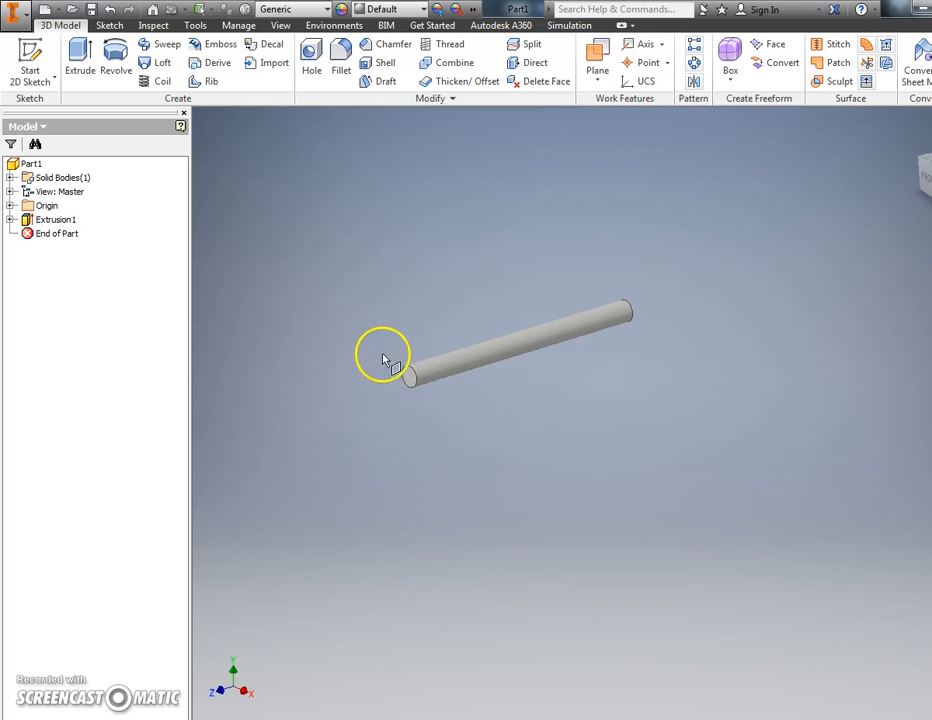 Generic Default Part1 Search Help & Commands... Sign In
3D Model Sketch Inspect Tools Manage View Environments BIM Get Started Autodesk A360 Simulation
Start
2D Sketch
Extrude
Revolve
Sweep
Loft
Coil
Emboss
Derive
Rib
Decal
Import
Hole
Fillet
Chamfer
Shell
Draft
Thread
Combine
Thicken/ Offset
Split
Direct
Delete Face
Plane
Axis
Point
UCS
Box
Face
Convert
Stitch
Patch
Sculpt
Conver
Sheet M
Sketch Create Modify Work Features Pattern Create Freeform Surface Conv
Model
Part1
Solid Bodies(1)
View: Master
Origin
Extrusion1
End of Part
Y
Z
X
Recorded with
SCREENCAST O MATIC